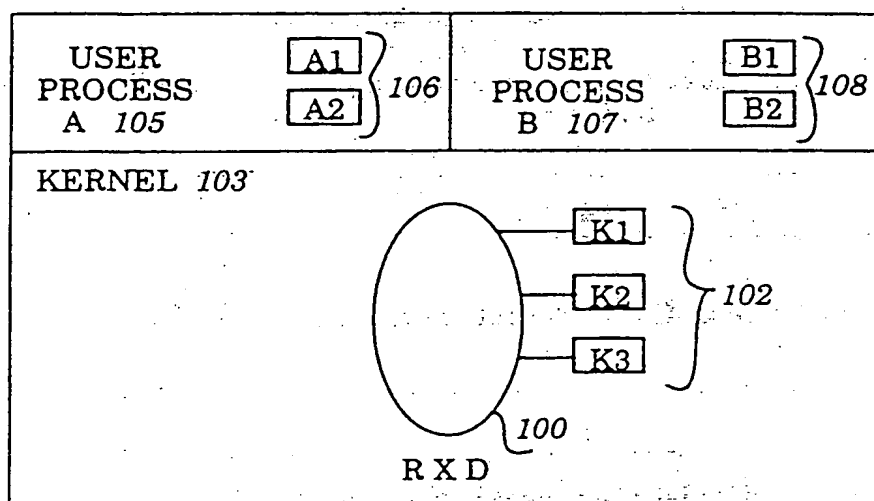 USER
PROCESS
A 105
A1
A2
106
USER
PROCESS
B 107
B1
B2
108
KERNEL 103
K1
K2
K3
102
100
RXD